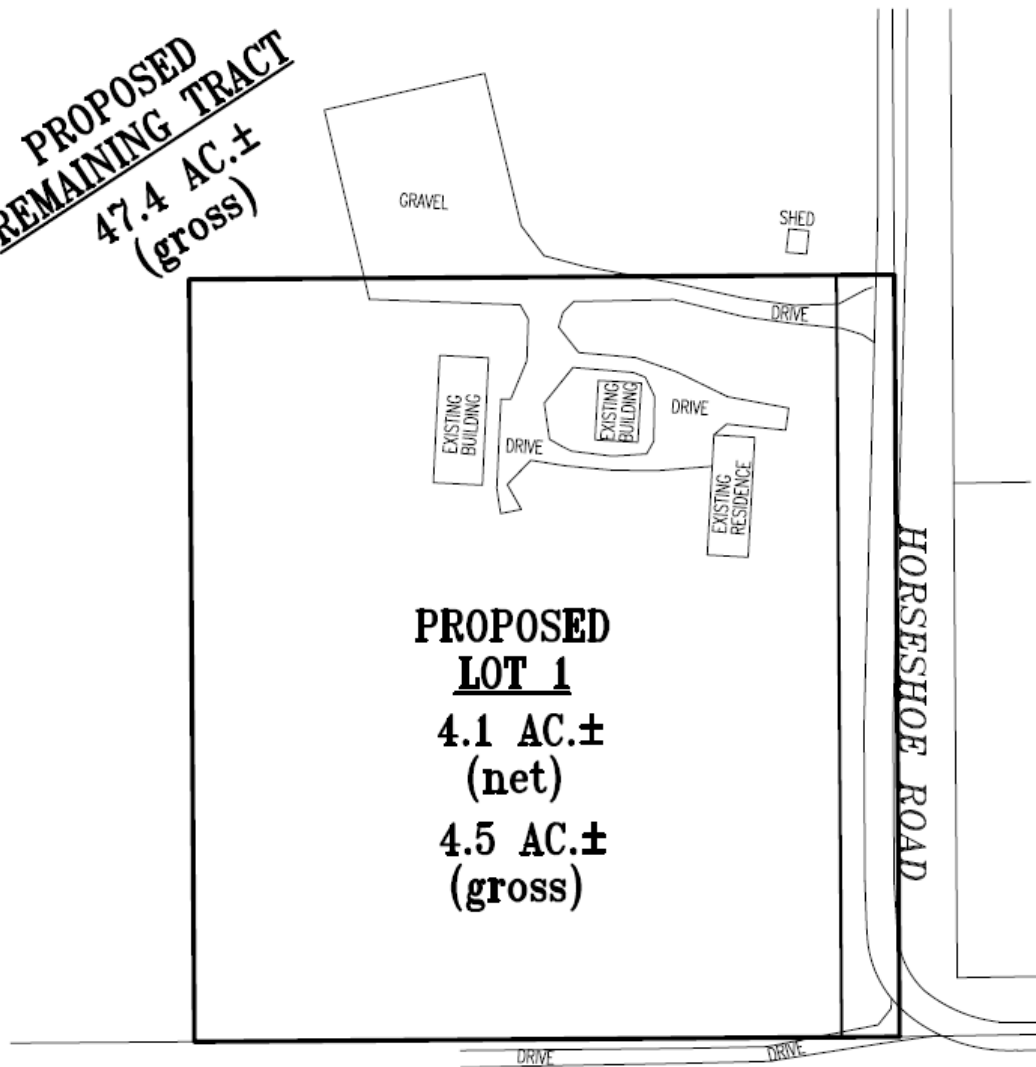 PROPOSED
REMAINING TRACT
47.4 AC.±
(gross)
GRAVEL
SHED
DRIVE
EXISTING
BUILDING
EXISTING
BUILDING
DRIVE
DRIVE
EXISTING
RESIDENCE
HORSESHOE ROAD
PROPOSED
LOT 1
4.1 AC.±
(net)
4.5 AC.±
(gross)
DRIVE
DRIVE